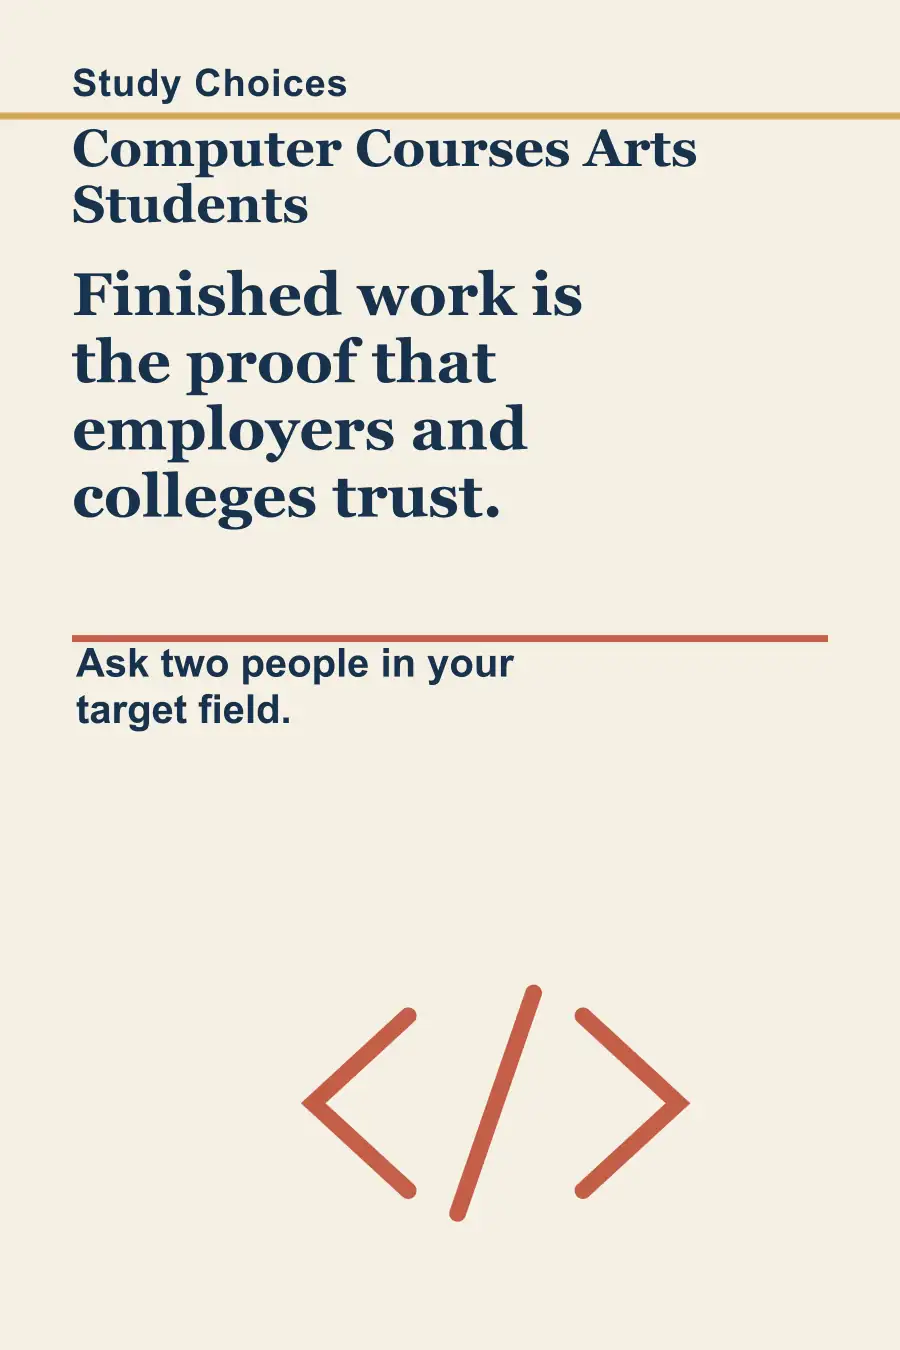 Study Choices
Computer Courses Arts
Students
Finished work is
the proof that
employers and
colleges trust.
Ask two people in your
target field.